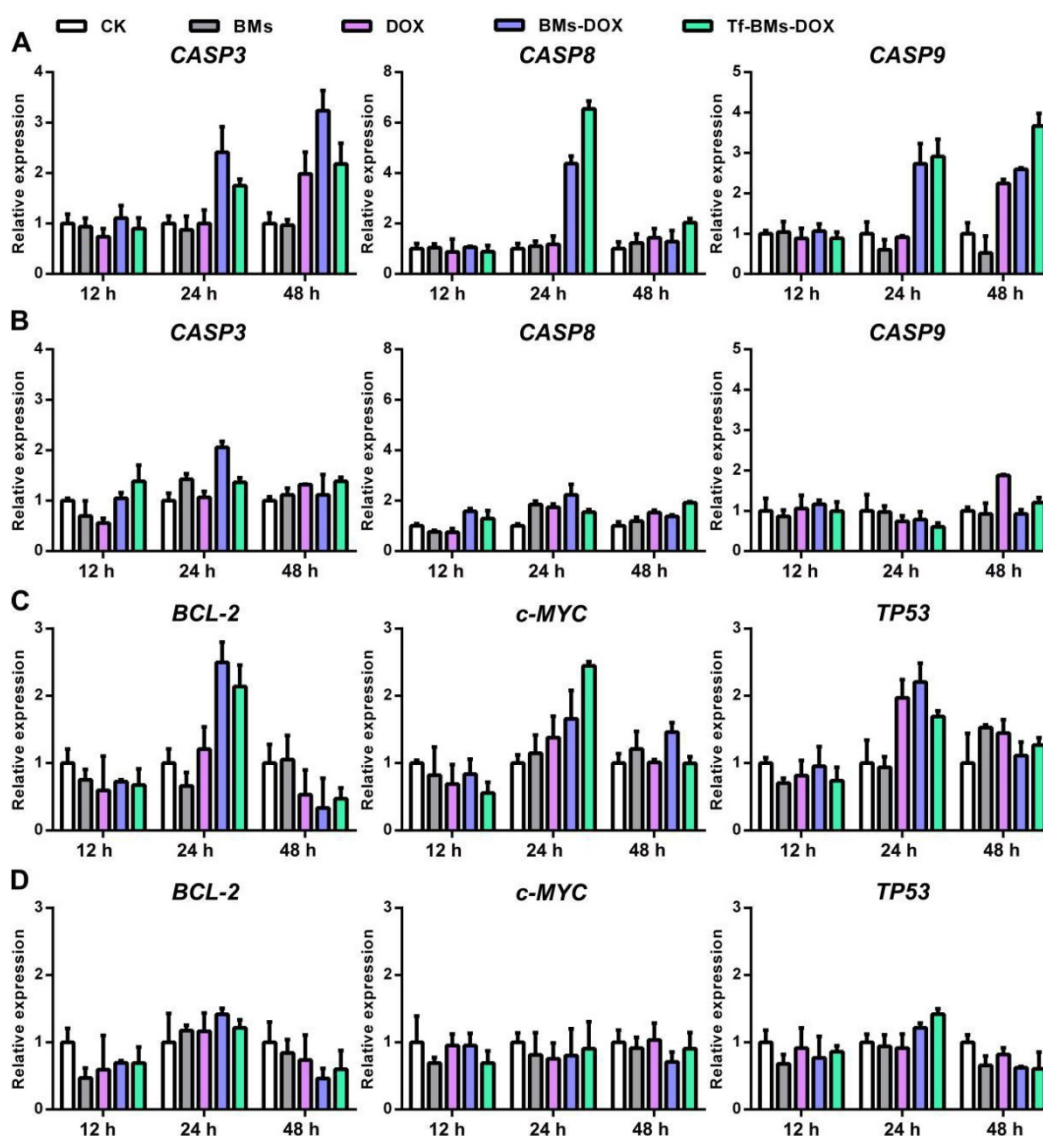 CK BMs DOX BMs-DOX Tf-BMs-DOX
A
CASP3 CASP8 CASP9
Relative expression Relative expression Relative expression
4 8 5
3 6 4
2 4 3
1 2 2
0 0 1
0
12 h 24 h 48 h 12 h 24 h 48 h 12 h 24 h 48 h
B
CASP3 CASP8 CASP9
Relative expression Relative expression Relative expression
4 8 5
3 6 4
2 4 3
1 2 2
0 0 1
0
12 h 24 h 48 h 12 h 24 h 48 h 12 h 24 h 48 h
C
BCL-2 c-MYC TP53
Relative expression Relative expression Relative expression
3 3 3
2 2 2
1 1 1
0 0 0
12 h 24 h 48 h 12 h 24 h 48 h 12 h 24 h 48 h
D
BCL-2 c-MYC TP53
Relative expression Relative expression Relative expression
3 3 3
2 2 2
1 1 1
0 0 0
12 h 24 h 48 h 12 h 24 h 48 h 12 h 24 h 48 h